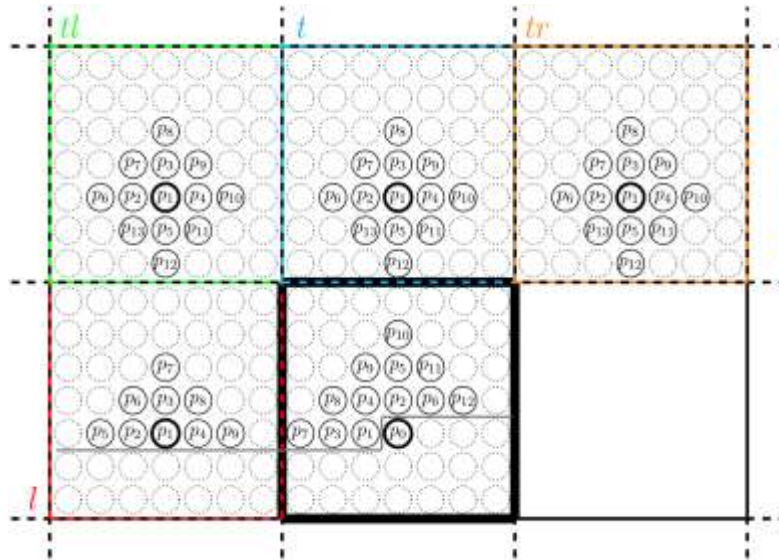 tl t tr
p8 p8 p8
p7 p3 p9 p7 p3 p9 p7 p3 p9
p6 p2 p1 p4 p10 p6 p2 p1 p4 p10 p6 p2 p1 p4 p10
p13 p5 p11 p13 p5 p11 p13 p5 p11
p12 p12 p12
p10
p7 p9 p5 p11
p6 p3 p8 p8 p4 p2 p6 p12
p5 p2 p1 p4 p9 p7 p3 p1 p0
l